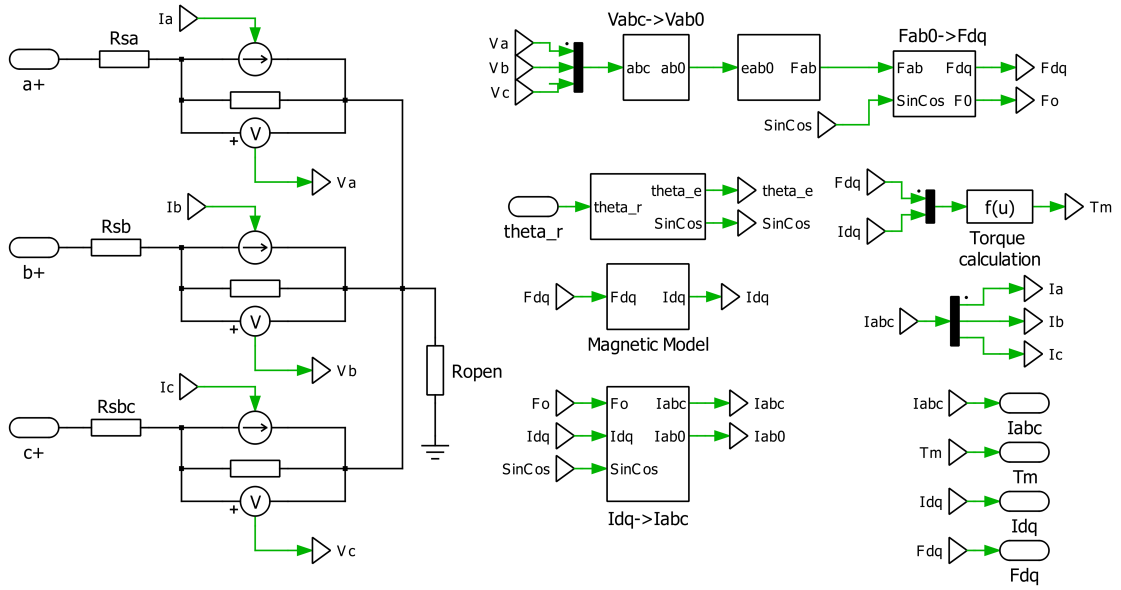 Ia
Rsa
a+
V
+
Va
Ib
Rsb
b+
V
+
Vb
Ic
Rsbc
c+
V
+
Vc
Ropen
Vabc->Vab0
Va
Vb
Vc
abc ab0
eab0 Fab
Fab0->Fdq
Fab Fdq
SinCos F0
SinCos
Fdq
Fo
theta_r
theta_r
theta_e
SinCos
theta_e
SinCos
Fdq
Idq
f(u)
Tm
Torque
calculation
Fdq
Fdq Idq
Idq
Magnetic Model
Iabc
Ia
Ib
Ic
Fo
Idq
SinCos
Fo Iabc
Idq Iab0
SinCos
Iabc
Iab0
Idq->Iabc
Iabc
Iabc
Tm
Tm
Idq
Idq
Fdq
Fdq